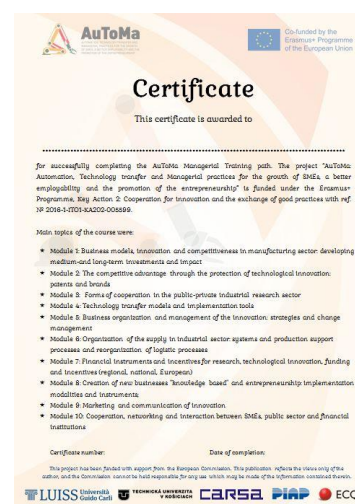 AuToMa
Co-funded by the
Erasmus+ Programme
of the European Union
Certificate
This certificate is awarded to
for successfully completing the AuToMa Managerial Training path. The project "AuToMa:
Automation, Technology transfer and Managerial practices for the growth of SMEs, a better
employability and the promotion of the entrepreneurship" is funded under the Erasmus+
Programme, Key Action 2: Cooperation for innovation and the exchange of good practices with ref.
Nº 2016-1-IT01-KA202-005599.
Main topics of the course were:
★ Module 1: Business models, innovation and competitiveness in manufacturing sector: developing
medium-and long-term investments and impact
★ Module 2: The competitive advantage through the protection of technological innovation:
patents and brands
★ Module 3: Forms of cooperation in the public-private industrial research sector
★ Module 4: Technology transfer models and implementation tools
★ Module 5: Business organization and management of the innovation: strategies and change
management
★ Module 6: Organization of the supply in industrial sector: systems and production support
processes and reorganization of logistic processes
★ Module 7: Financial instruments and incentives for research, technological innovation, funding
and incentives (regional, national, European)
★ Module 8: Creation of new businesses "knowledge based" and entrepreneurship implementation
modalities and instruments;
★ Module 9: Marketing and communication of innovation
★ Module 10: Cooperation, networking and interaction between SMEs, public sector and financial
institutions
Certificate number: Date of completion:
This project has been funded with support from the European Commission. This publication reflects the views only of the
author, and the Commission cannot be held responsible for any use which may be made of the information contained therein.
LUISS Università Guido Carli TECHNICKÁ UNIVERZITA V KOŠICIACH CARSA PIAP ECQ